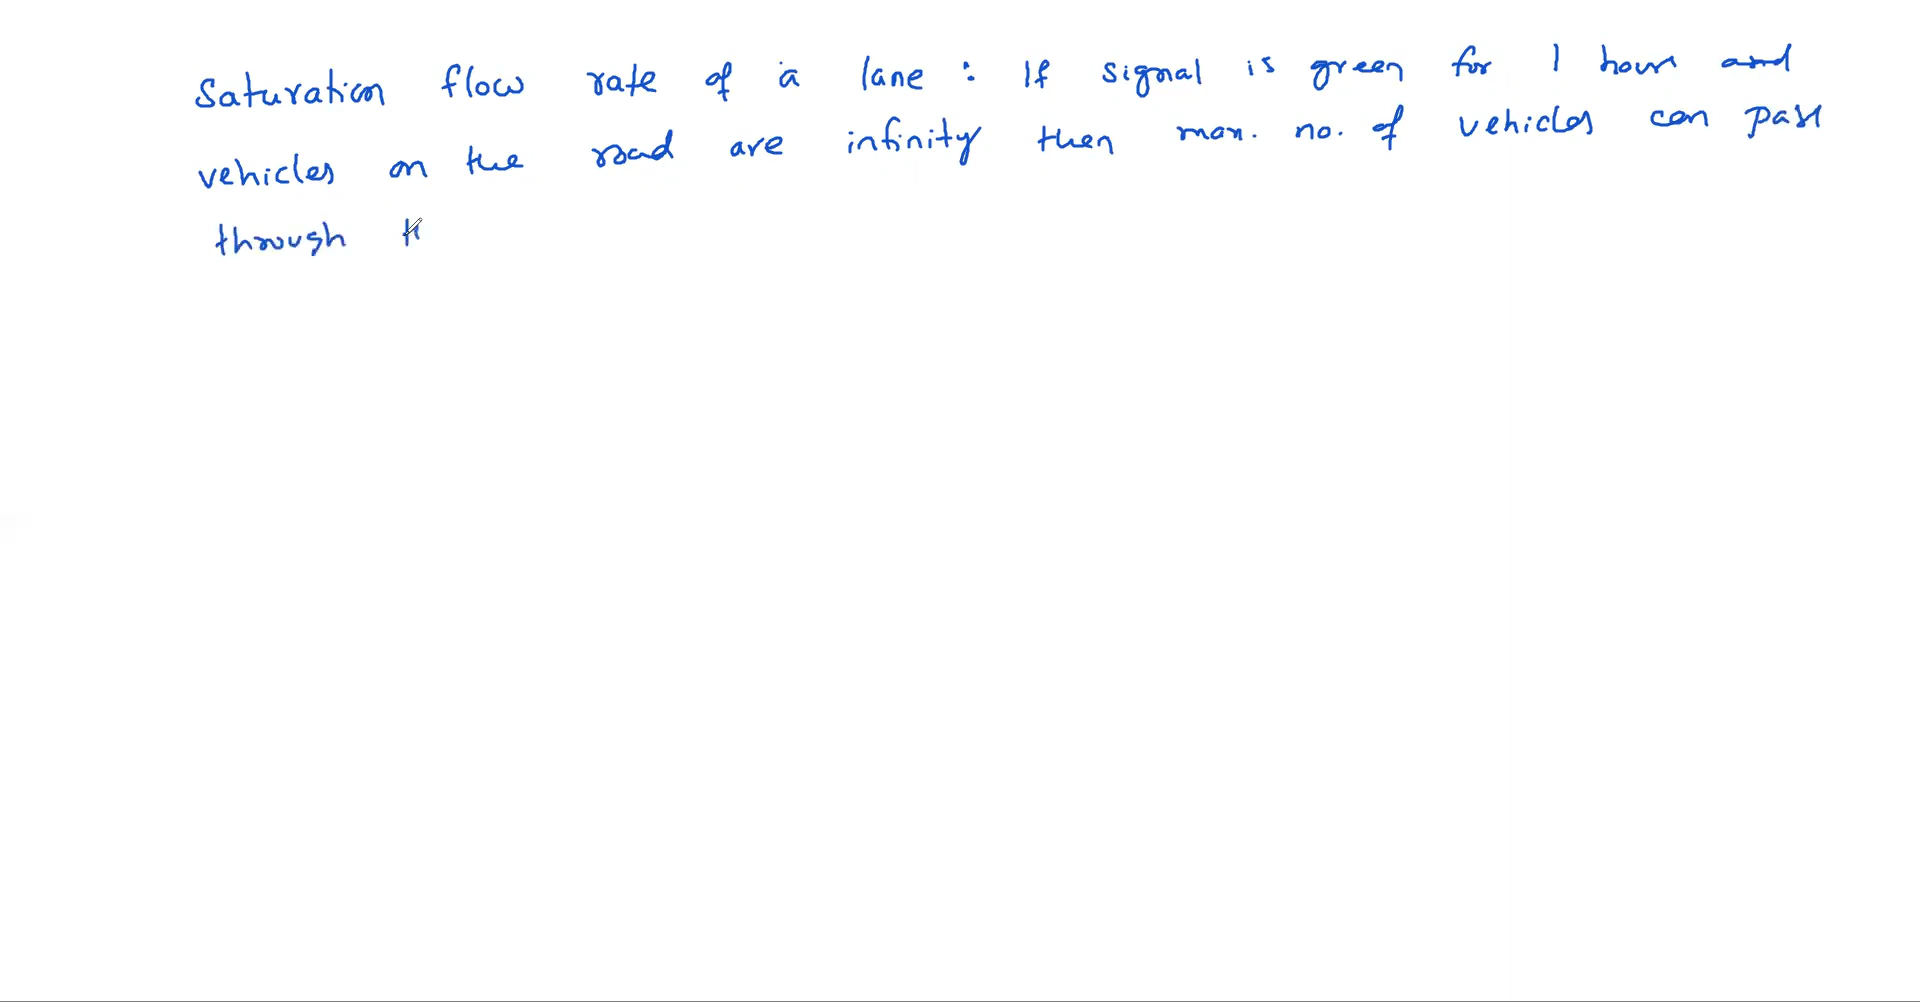 Saturation flow rate of a lane : If signal is green for 1 hour and
vehicles on the road are infinity then max. no. of vehicles can pass
through